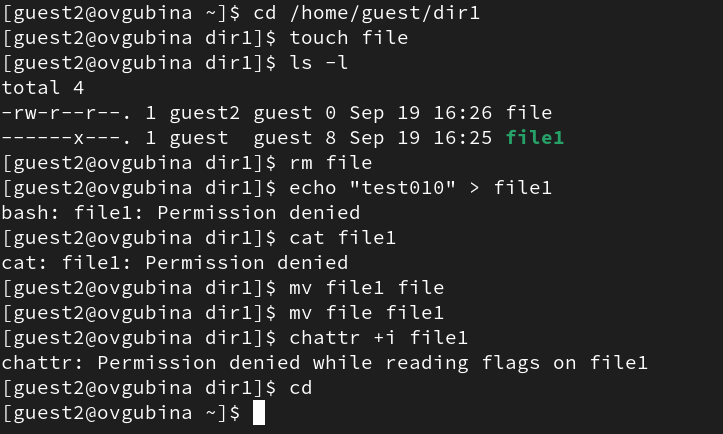 [guest2@ovgubina ~]$ cd /home/guest/dir1
[guest2@ovgubina dir1]$ touch file
[guest2@ovgubina dir1]$ ls -l
total 4
-rw-r--r--. 1 guest2 guest 0 Sep 19 16:26 file
------x---. 1 guest  guest 8 Sep 19 16:25 file1
[guest2@ovgubina dir1]$ rm file
[guest2@ovgubina dir1]$ echo "test010" > file1
bash: file1: Permission denied
[guest2@ovgubina dir1]$ cat file1
cat: file1: Permission denied
[guest2@ovgubina dir1]$ mv file1 file
[guest2@ovgubina dir1]$ mv file file1
[guest2@ovgubina dir1]$ chattr +i file1
chattr: Permission denied while reading flags on file1
[guest2@ovgubina dir1]$ cd
[guest2@ovgubina ~]$